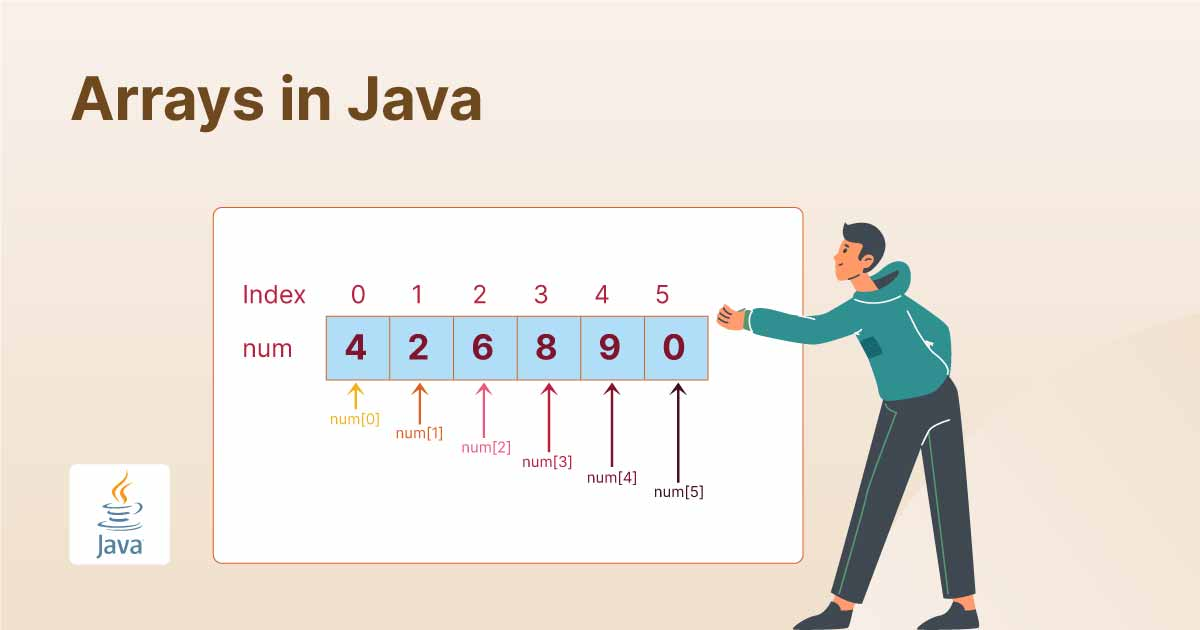 Arrays in Java
Index 0 1 2 3 4 5
num 4 2 6 8 9 0
num[0]
num[1]
num[2]
num[3]
num[4]
num[5]
Java